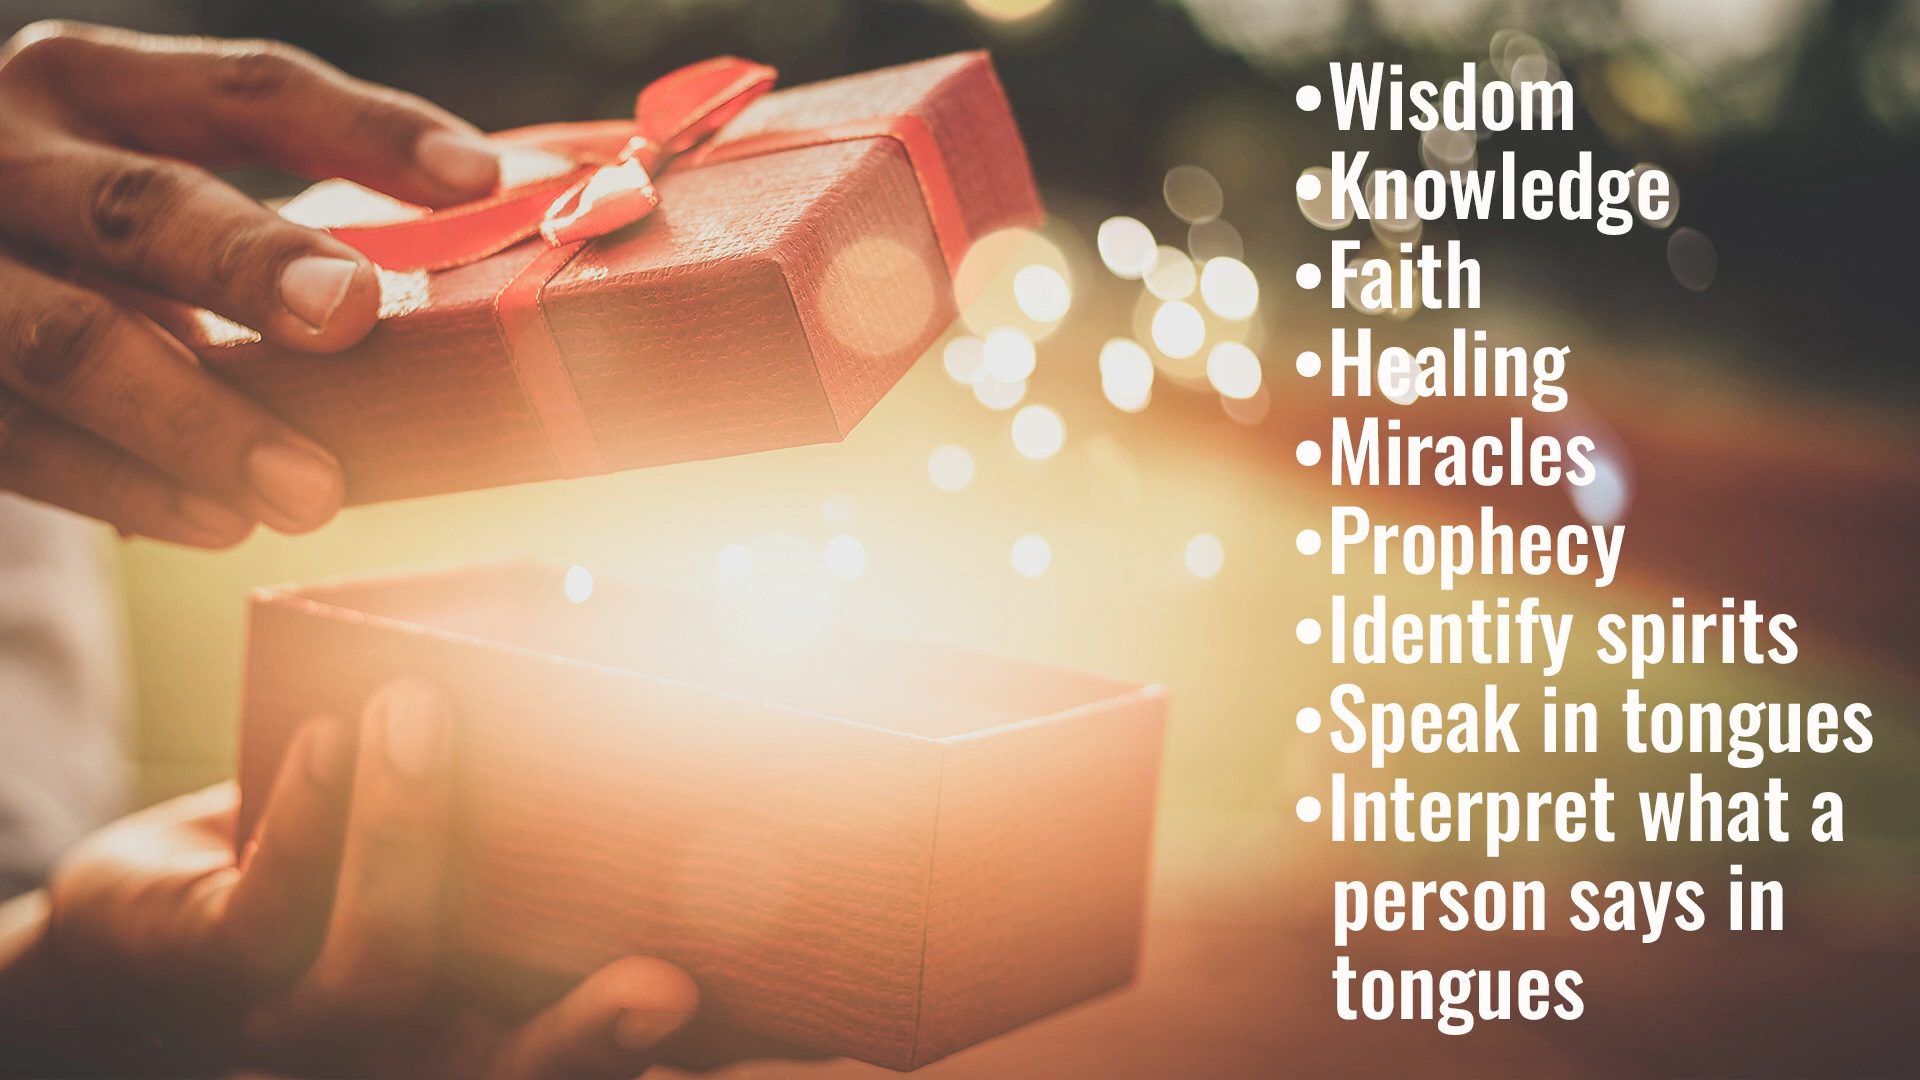 •Wisdom
•Knowledge
•Faith
•Healing
•Miracles
•Prophecy
•Identify spirits
•Speak in tongues
•Interpret what a
person says in
tongues